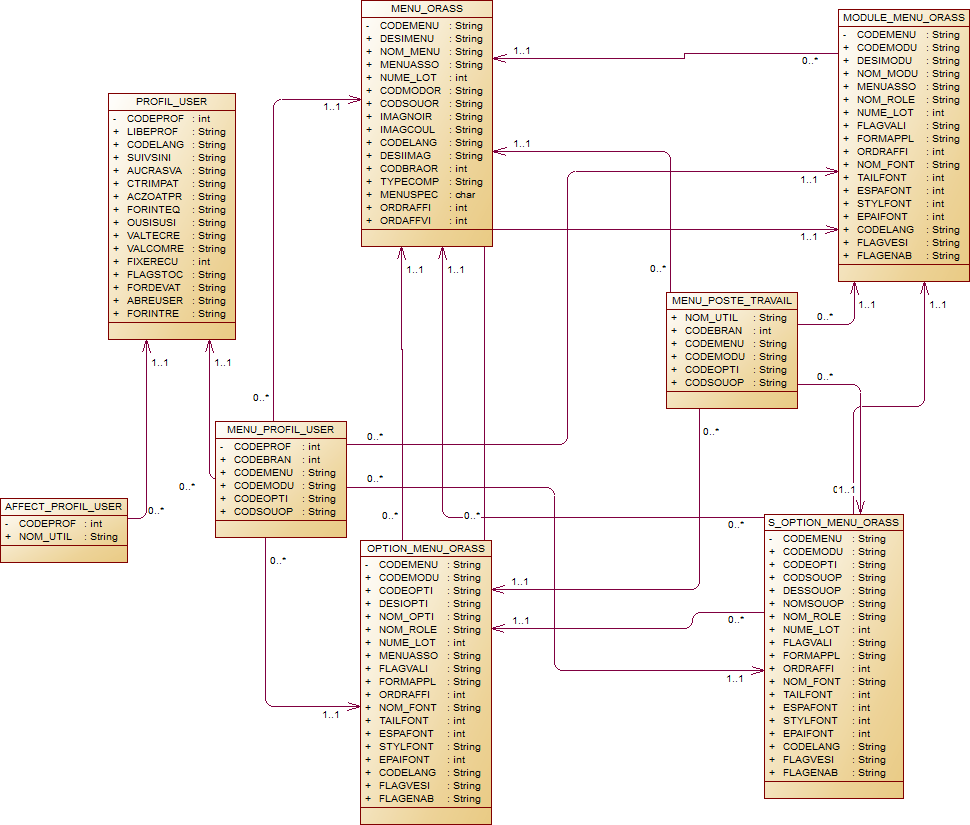 MENU_ORASS
- CODEMENU : String
+ DESIMENU : String
+ NOM_MENU : String
+ MENUASSO : String
+ NUME_LOT : int
+ CODMODOR : String
+ CODSOUOR : String
+ IMAGNOIR : String
+ IMAGCOUL : String
+ CODELANG : String
+ DESIIMAG : String
+ CODBRAOR : int
+ TYPECOMP : String
+ MENUSPEC : char
+ ORDRAFFI : int
+ ORDAFFVI : int
MODULE_MENU_ORASS
- CODEMENU : String
+ CODEMODU : String
+ DESIMODU : String
+ NOM_MODU : String
+ MENUASSO : String
+ NOM_ROLE : String
+ NUME_LOT : int
+ FLAGVALI : String
+ FORMAPPL : String
+ ORDRAFFI : int
+ NOM_FONT : String
+ TAILFONT : int
+ ESPAFONT : int
+ STYLFONT : int
+ EPAIFONT : int
+ CODELANG : String
+ FLAGVESI : String
+ FLAGENAB : String
PROFIL_USER
- CODEPROF : int
+ LIBEPROF : String
+ CODELANG : String
+ SUIVSINI : String
+ AUCRASVA : String
+ CTRIMPAT : String
+ ACZOATPR : String
+ FORINTEQ : String
+ OUSISUSI : String
+ VALTECRE : String
+ VALCOMRE : String
+ FIXERECU : int
+ FLAGSTOC : String
+ FORDEVAT : String
+ ABREUSER : String
+ FORINTRE : String
1..1
0..*
1..1
1..1
1..1
1..1
1..1
1..1
0..*
MENU_POSTE_TRAVAIL
+ NOM_UTIL : String
+ CODEBRAN : int
+ CODEMENU : String
+ CODEMODU : String
+ CODEOPTI : String
+ CODSOUOP : String
0..*
1..1
1..1
0..*
0..*
1..1
1..1
0..*
MENU_PROFIL_USER
- CODEPROF : int
+ CODEBRAN : int
+ CODEMENU : String
+ CODEMODU : String
+ CODEOPTI : String
+ CODSOUOP : String
0..*
0..*
0..*
0..*
AFFECT_PROFIL_USER
- CODEPROF : int
+ NOM_UTIL : String
0..*
0..*
0..*
0..*
1..1
OPTION_MENU_ORASS
- CODEMENU : String
+ CODEMODU : String
+ CODEOPTI : String
+ DESIOPTI : String
+ NOM_OPTI : String
+ NOM_ROLE : String
+ NUME_LOT : int
+ MENUASSO : String
+ FLAGVALI : String
+ FORMAPPL : String
+ ORDRAFFI : int
+ NOM_FONT : String
+ TAILFONT : int
+ ESPAFONT : int
+ STYLFONT : String
+ EPAIFONT : int
+ CODELANG : String
+ FLAGVESI : String
+ FLAGENAB : String
S_OPTION_MENU_ORASS
- CODEMENU : String
+ CODEMODU : String
+ CODEOPTI : String
+ CODSOUOP : String
+ DESSOUOP : String
+ NOMSOUOP : String
+ NOM_ROLE : String
+ NUME_LOT : int
+ FLAGVALI : String
+ FORMAPPL : String
+ ORDRAFFI : int
+ NOM_FONT : String
+ TAILFONT : int
+ ESPAFONT : int
+ STYLFONT : int
+ EPAIFONT : int
+ CODELANG : String
+ FLAGVESI : String
+ FLAGENAB : String
1..1
1..1
0..*
1..1
1..1